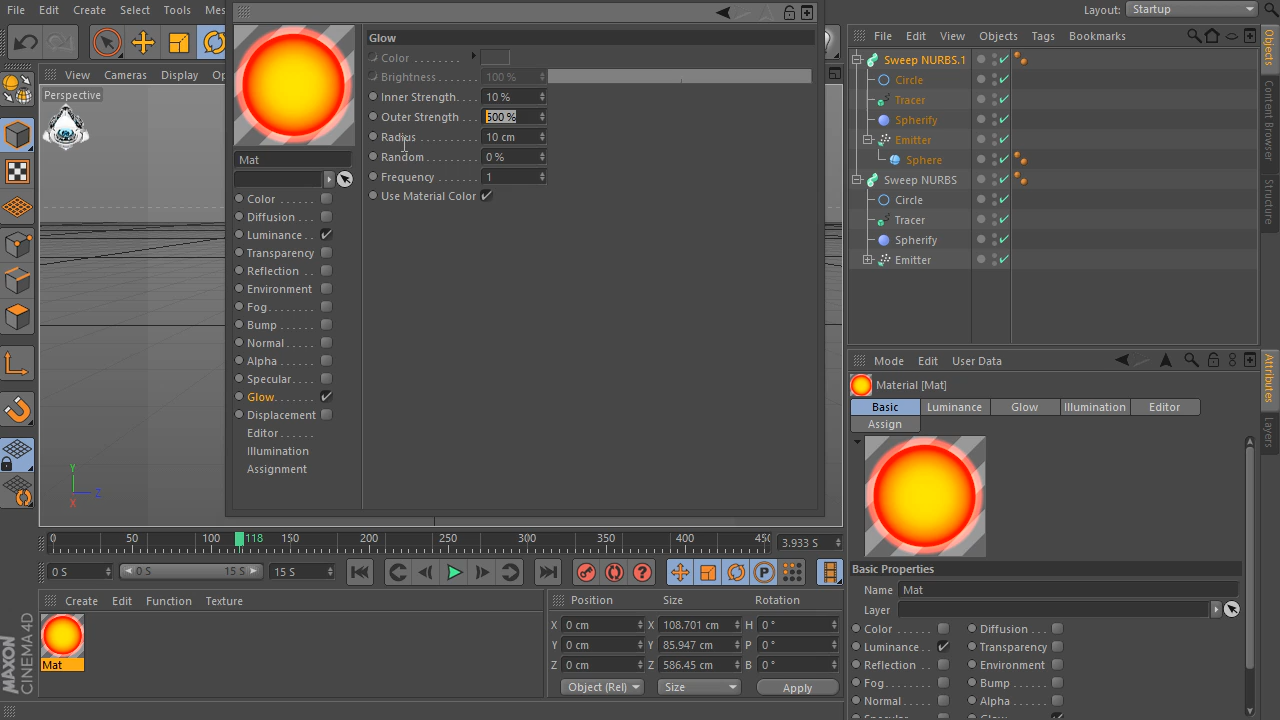 File Edit Create Select Tools Mes
Layout: Startup
View Cameras Display Op
Perspective
Y
Z
X
Glow
Color ........
Brightness ....... 100 %
Inner Strength.... 10 %
Outer Strength ... 500 %
Radius ........ 10 cm
Random ........ 0 %
Frequency ...... 1
Use Material Color
Mat
Color ......
Diffusion ....
Luminance ..
Transparency
Reflection ..
Environment
Fog.......
Bump ......
Normal .....
Alpha ......
Specular....
Glow.......
Displacement
Editor ......
Illumination
Assignment
File Edit View Objects Tags Bookmarks
Sweep NURBS.1
Circle
Tracer
Spherify
Emitter
Sphere
Sweep NURBS
Circle
Tracer
Spherify
Emitter
Objects
Structure
Mode Edit User Data
Material [Mat]
Basic Luminance Glow Illumination Editor
Assign
Basic Properties
Name Mat
Layer
Color ...... Diffusion ...
Luminance .. Transparency
Reflection .. Environment
Fog....... Bump .....
Normal ..... Alpha .....
Attributes
Layers
0 50 100 118 150 200 250 300 350 400 450 3.933 S
0 S 0 S 15 S 15 S
P
Create Edit Function Texture
Mat
MAXON
CINEMA 4D
Position Size Rotation
X 0 cm X 108.701 cm H 0 °
Y 0 cm Y 85.947 cm P 0 °
Z 0 cm Z 586.45 cm B 0 °
Object (Rel) Size Apply